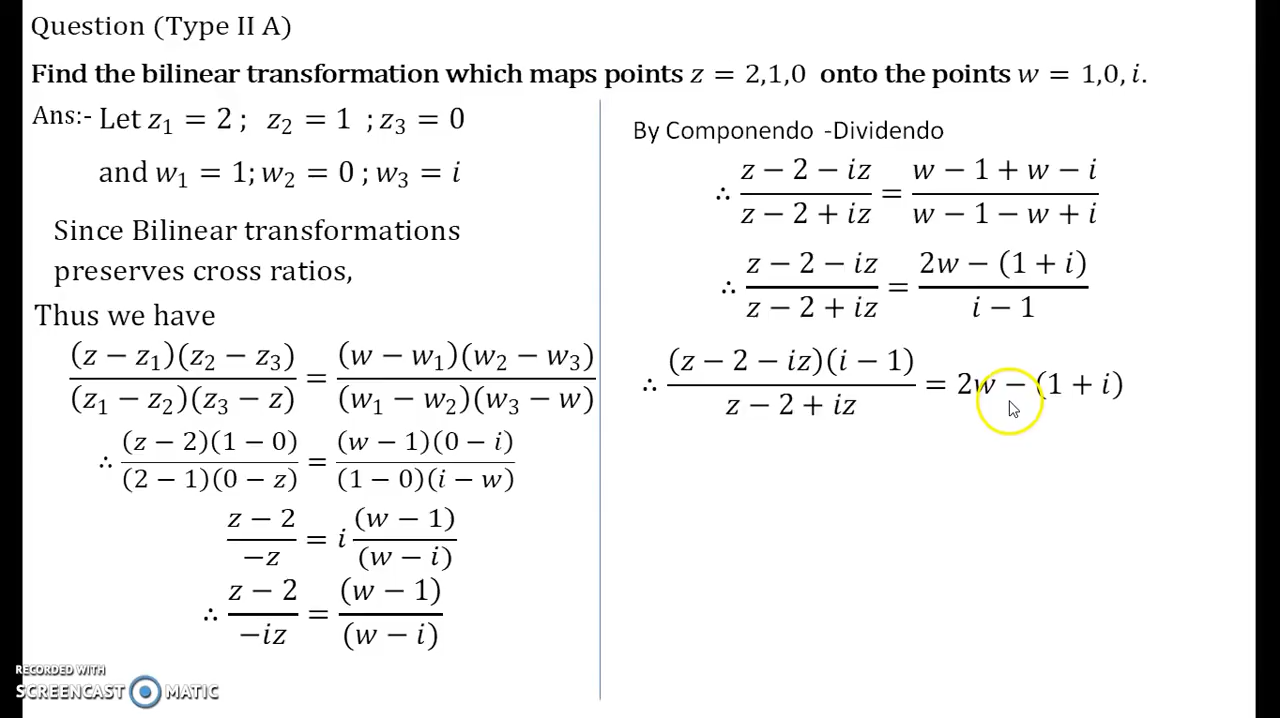 Question (Type II A)
Find the bilinear transformation which maps points z = 2,1,0 onto the points w = 1,0, i.
Ans:- Let z₁ = 2 ; z₂ = 1 ; z₃ = 0
and w₁ = 1; w₂ = 0 ; w₃ = i
Since Bilinear transformations
preserves cross ratios,
Thus we have
(z − z₁)(z₂ − z₃)/(z₁ − z₂)(z₃ − z) = (w − w₁)(w₂ − w₃)/(w₁ − w₂)(w₃ − w)
∴ (z − 2)(1 − 0)/(2 − 1)(0 − z) = (w − 1)(0 − i)/(1 − 0)(i − w)
z − 2/−z = i (w − 1)/(w − i)
∴ z − 2/−iz = (w − 1)/(w − i)
By Componendo -Dividendo
∴ z − 2 − iz/z − 2 + iz = w − 1 + w − i/w − 1 − w + i
∴ z − 2 − iz/z − 2 + iz = 2w − (1 + i)/i − 1
∴ (z − 2 − iz)(i − 1)/z − 2 + iz = 2w − (1 + i)
RECORDED WITH
SCREENCAST MATIC